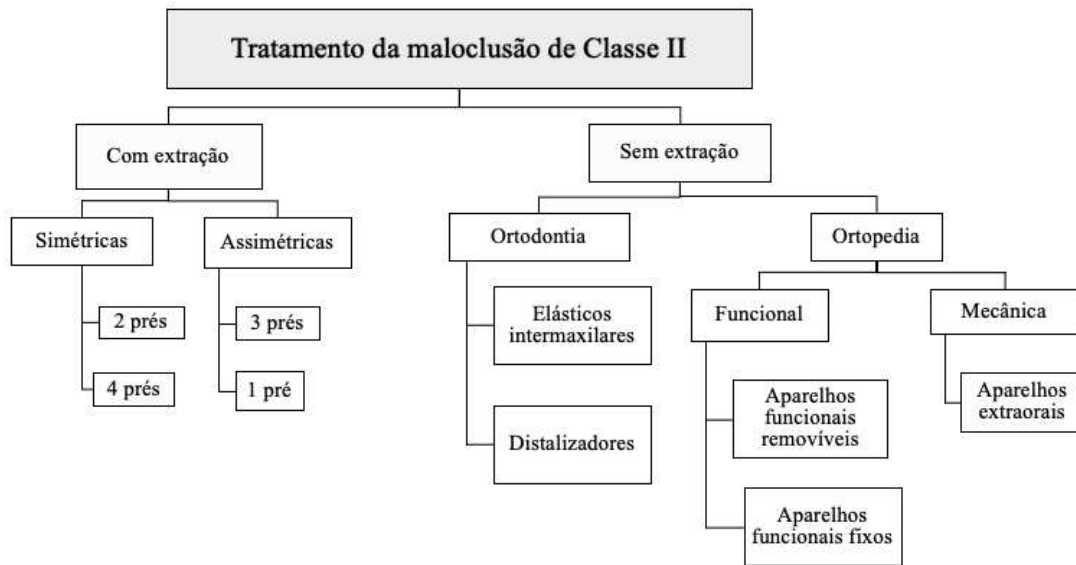 Tratamento da maloclusão de Classe II
Com extração
Sem extração
Simétricas
Assimétricas
Ortodontia
Ortopedia
2 prés
4 prés
3 prés
1 pré
Elásticos
intermaxilares
Distalizadores
Funcional
Mecânica
Aparelhos
funcionais
removíveis
Aparelhos
funcionais fixos
Aparelhos
extraorais